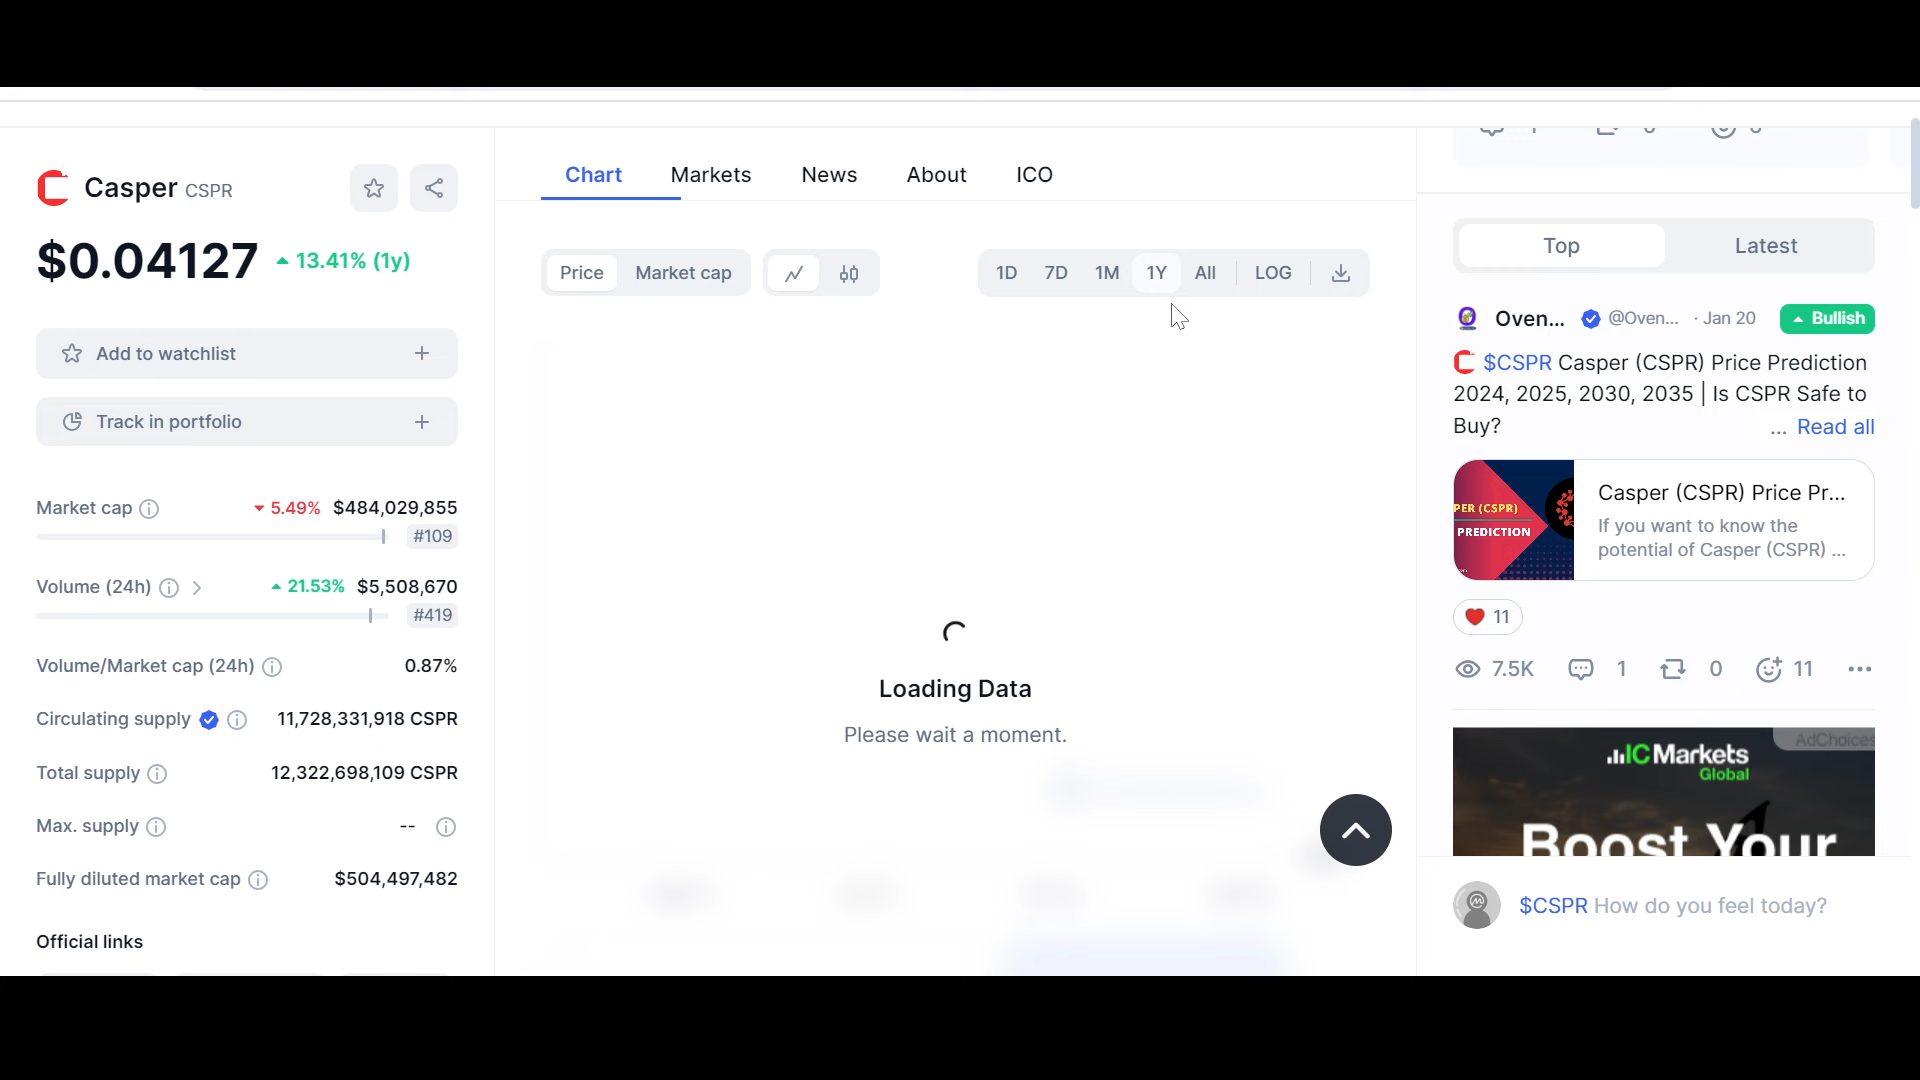 Casper CSPR
$0.04127 13.41% (1y)
Add to watchlist +
Track in portfolio +
Market cap 5.49% $484,029,855
#109
Volume (24h) 21.53% $5,508,670
#419
Volume/Market cap (24h) 0.87%
Circulating supply 11,728,331,918 CSPR
Total supply 12,322,698,109 CSPR
Max. supply --
Fully diluted market cap $504,497,482
Official links
Chart Markets News About ICO
Price Market cap 1D 7D 1M 1Y All LOG
Loading Data
Please wait a moment.
Top Latest
Oven... @Oven... · Jan 20 Bullish
$CSPR Casper (CSPR) Price Prediction
2024, 2025, 2030, 2035 | Is CSPR Safe to
Buy? ... Read all
PER (CSPR)
PREDICTION
Casper (CSPR) Price Pr...
If you want to know the
potential of Casper (CSPR) ...
11
7.5K 1 0 11
AdChoices
IC Markets
Global
Boost Your
$CSPR How do you feel today?